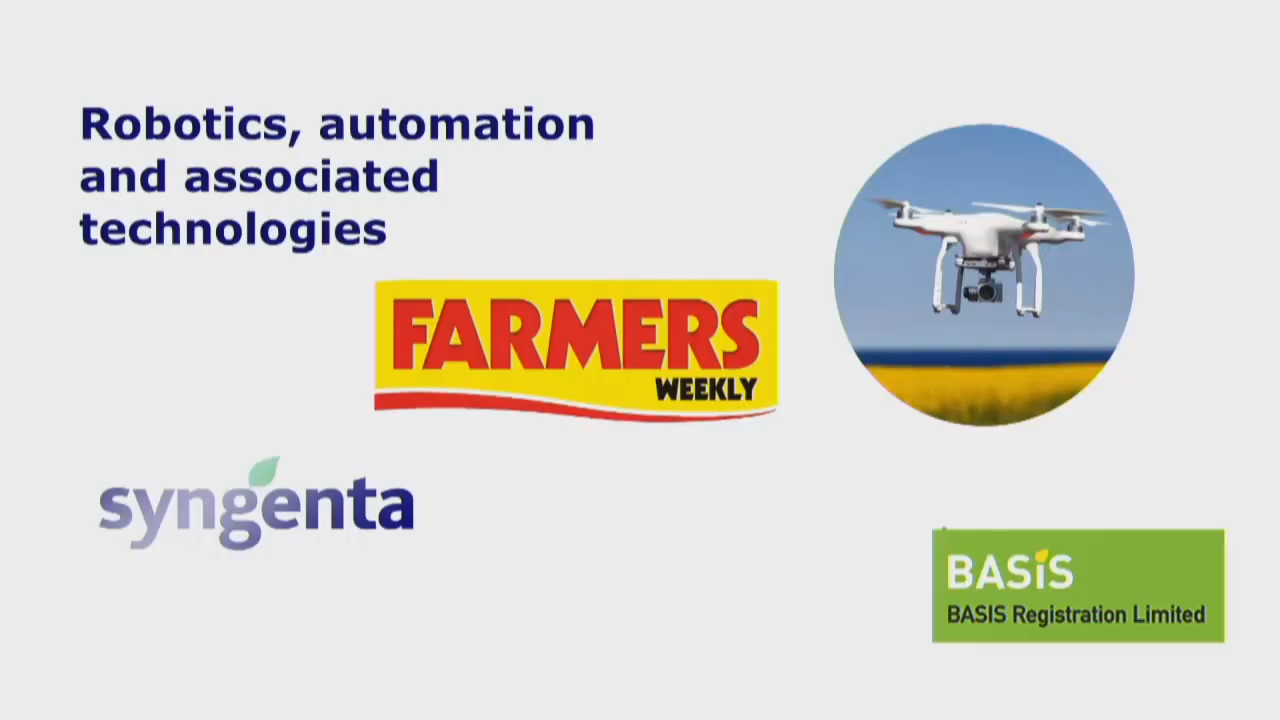 Robotics, automation
and associated
technologies
FARMERS
WEEKLY
syngenta
BASiS
BASIS Registration Limited